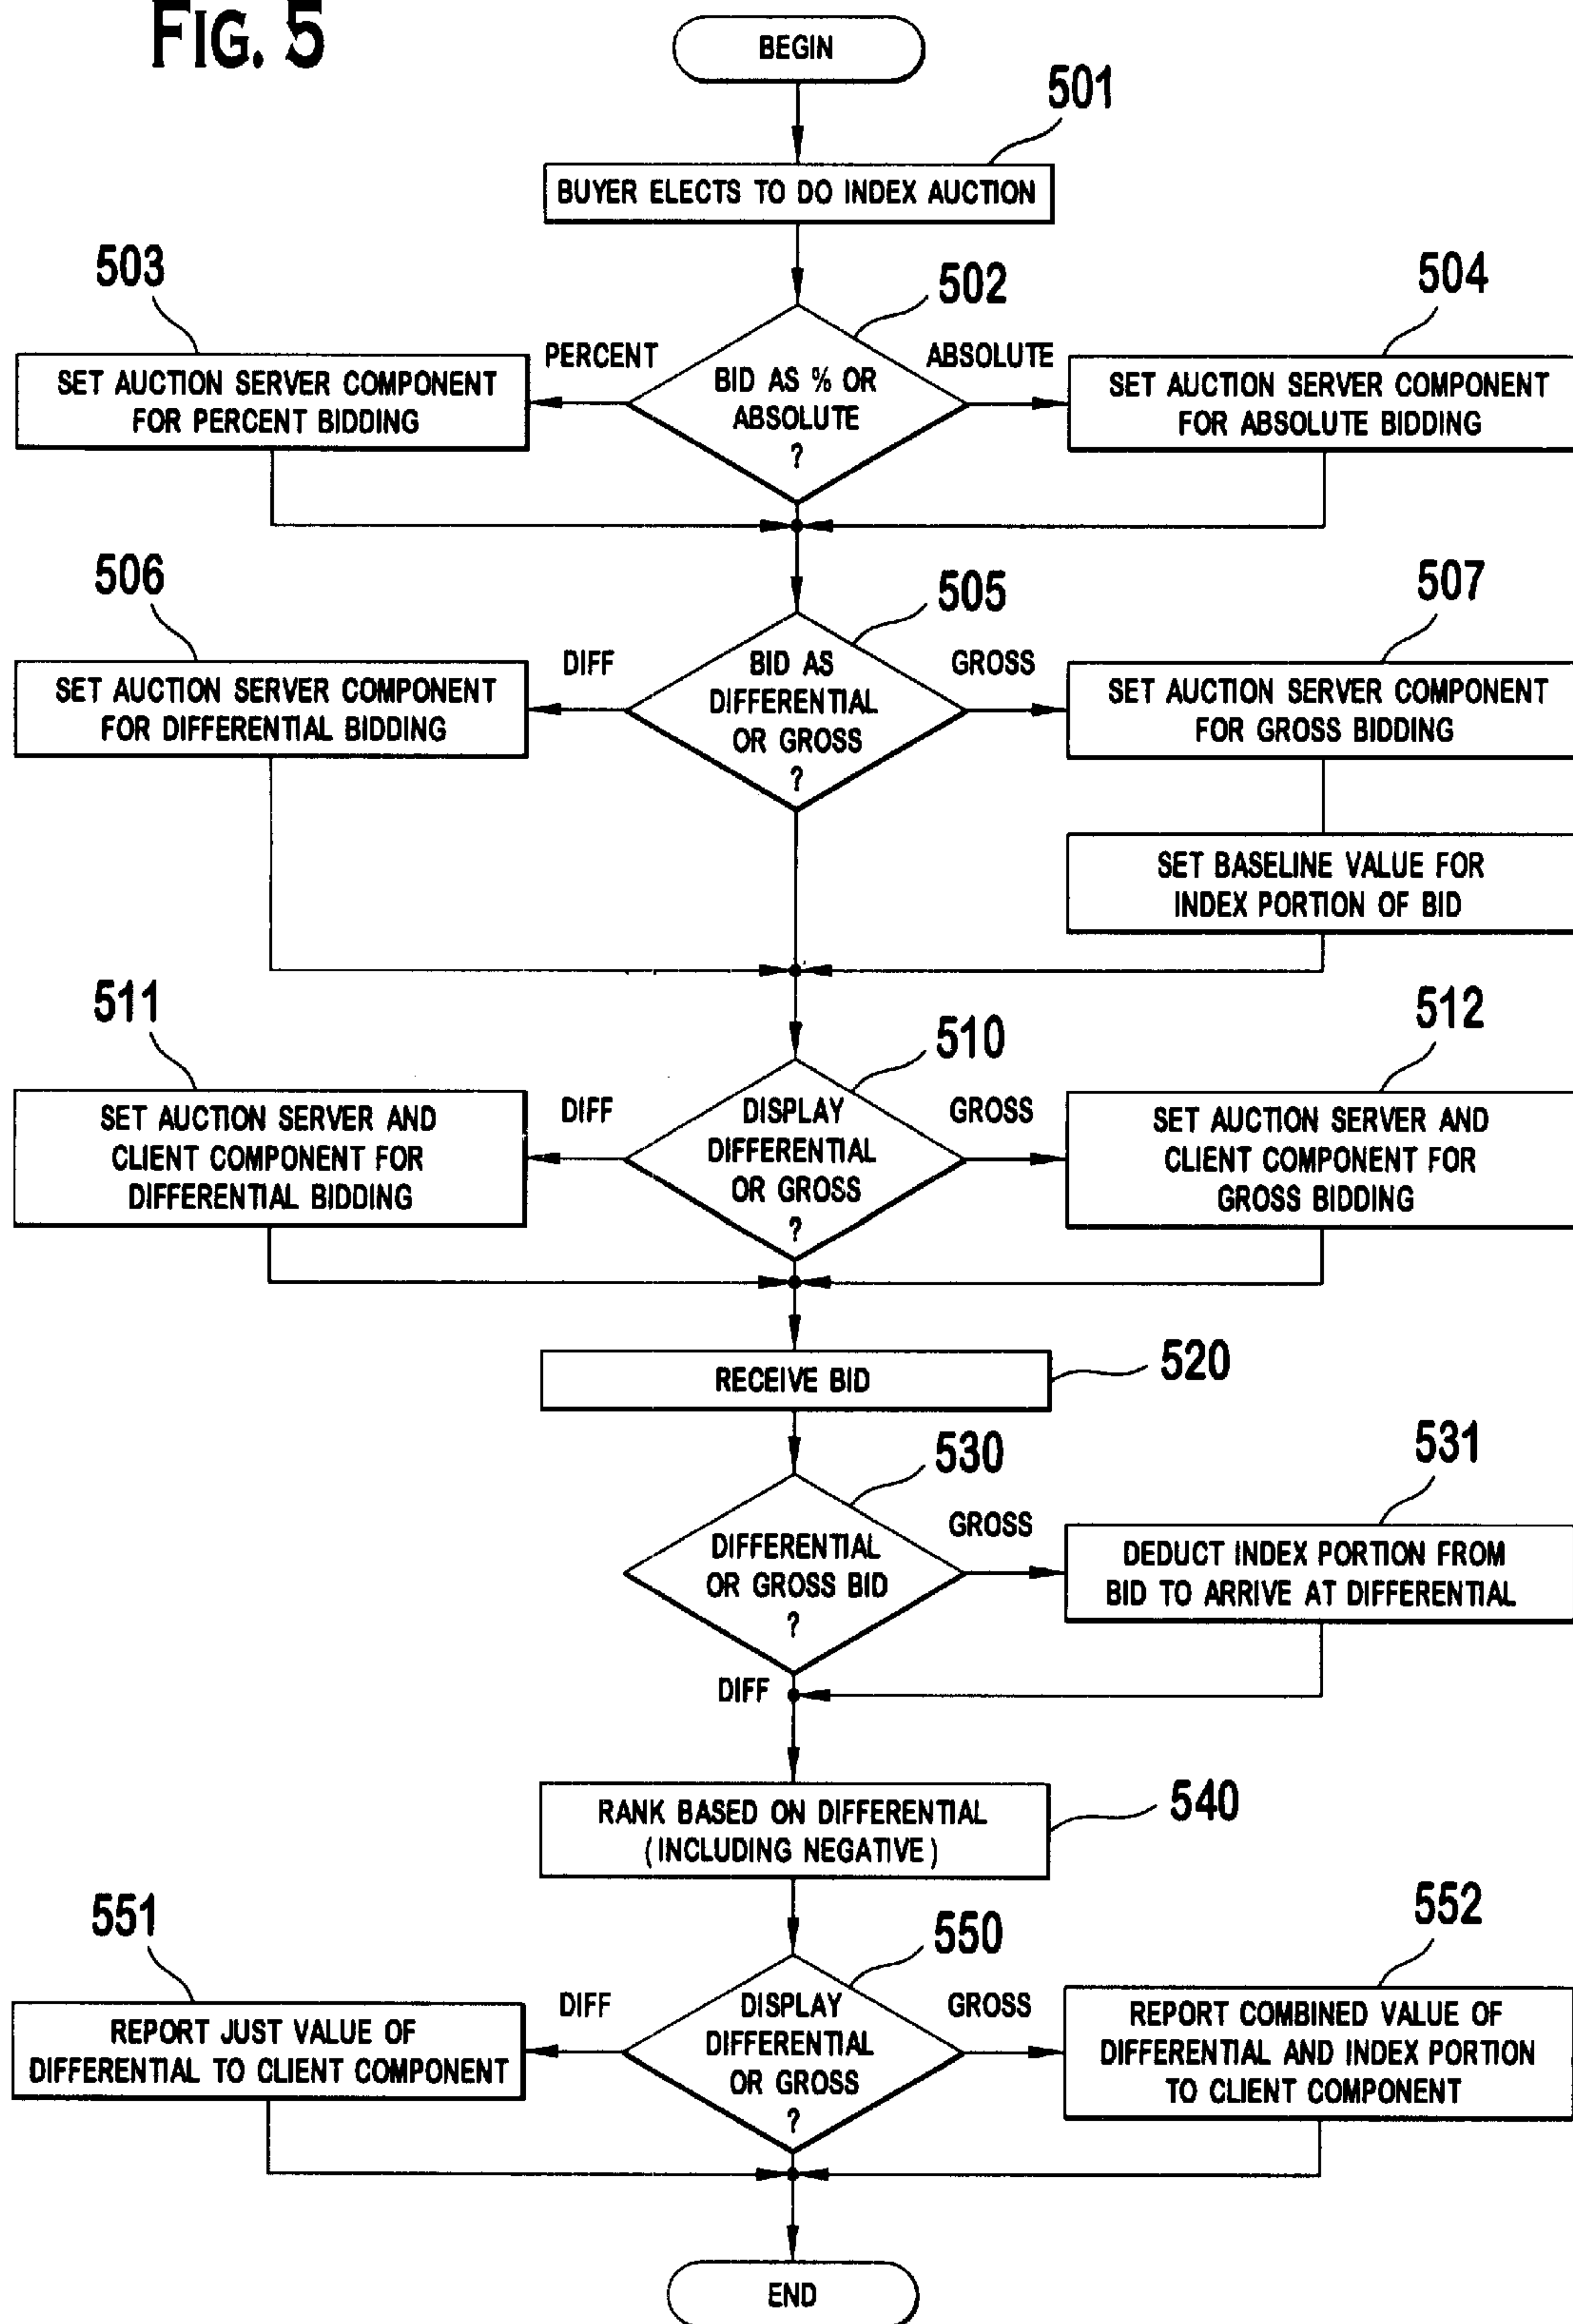 FIG. 5
BEGIN
501
BUYER ELECTS TO DO INDEX AUCTION
503
502
504
PERCENT
ABSOLUTE
SET AUCTION SERVER COMPONENT
FOR PERCENT BIDDING
BID AS % OR
ABSOLUTE
?
SET AUCTION SERVER COMPONENT
FOR ABSOLUTE BIDDING
506
505
507
DIFF
GROSS
SET AUCTION SERVER COMPONENT
FOR DIFFERENTIAL BIDDING
BID AS
DIFFERENTIAL
OR GROSS
?
SET AUCTION SERVER COMPONENT
FOR GROSS BIDDING
SET BASELINE VALUE FOR
INDEX PORTION OF BID
511
510
512
DIFF
GROSS
SET AUCTION SERVER AND
CLIENT COMPONENT FOR
DIFFERENTIAL BIDDING
DISPLAY
DIFFERENTIAL
OR GROSS
?
SET AUCTION SERVER AND
CLIENT COMPONENT FOR
GROSS BIDDING
RECEIVE BID
520
530
531
GROSS
DIFFERENTIAL
OR GROSS BID
?
DEDUCT INDEX PORTION FROM
BID TO ARRIVE AT DIFFERENTIAL
DIFF
RANK BASED ON DIFFERENTIAL
(INCLUDING NEGATIVE)
540
551
550
552
DIFF
GROSS
REPORT JUST VALUE OF
DIFFERENTIAL TO CLIENT COMPONENT
DISPLAY
DIFFERENTIAL
OR GROSS
?
REPORT COMBINED VALUE OF
DIFFERENTIAL AND INDEX PORTION
TO CLIENT COMPONENT
END